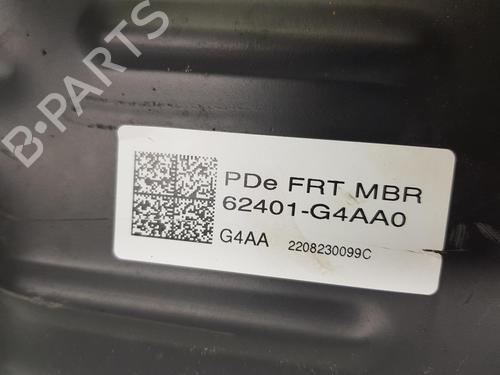 B-PARTS
PDe FRT MBR
62401-G4AA0
G4AA 2208230099C